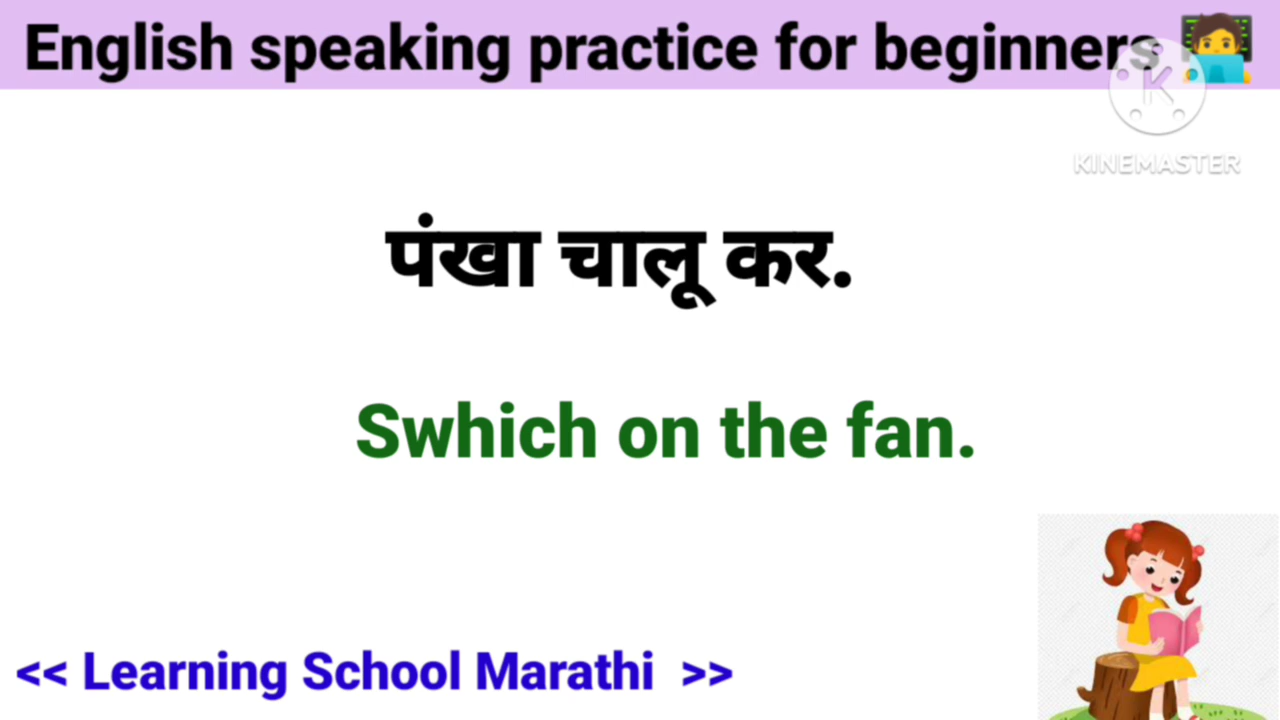 English speaking practice for beginners
KINEMASTER
पंखा चालू कर.
Swhich on the fan.
<< Learning School Marathi >>